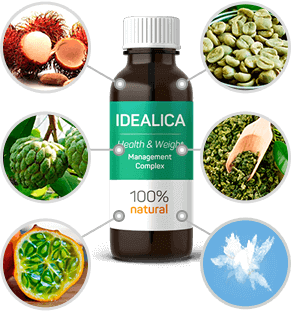 IDEALICA
Health & Weight
Management
Complex
100%
natural